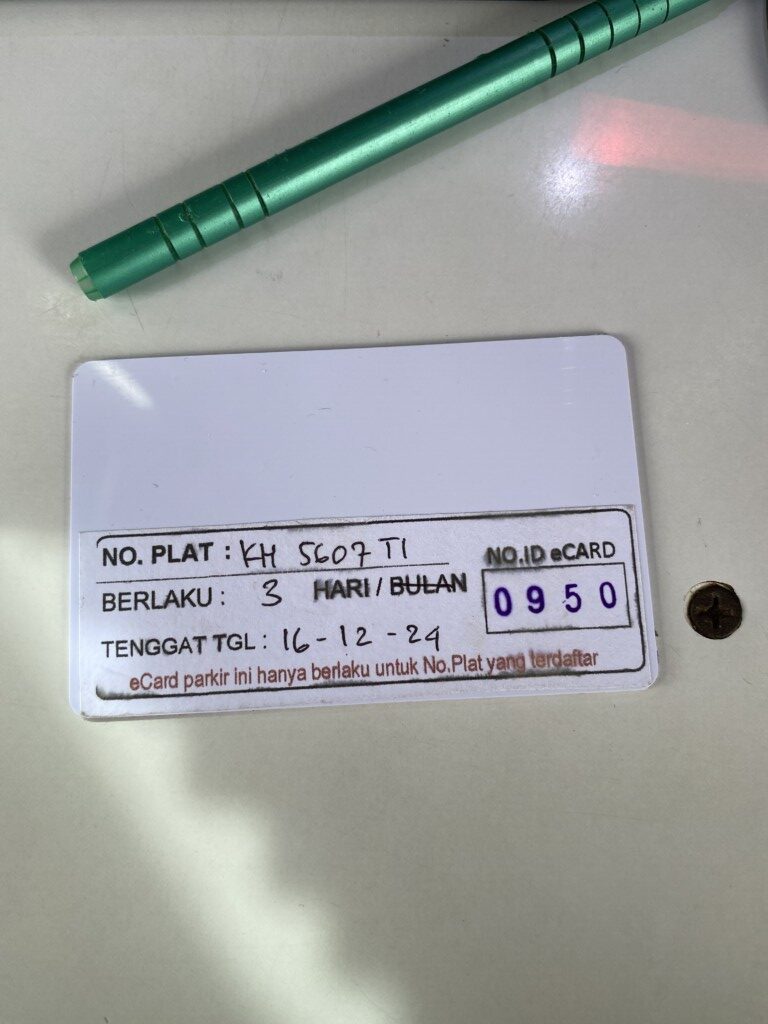 NO. PLAT : KH 5607 TI
NO.ID eCARD
BERLAKU : 3 HARI / BULAN
0950
TENGGAT TGL : 16-12-24
eCard parkir ini hanya berlaku untuk No.Plat yang terdaftar